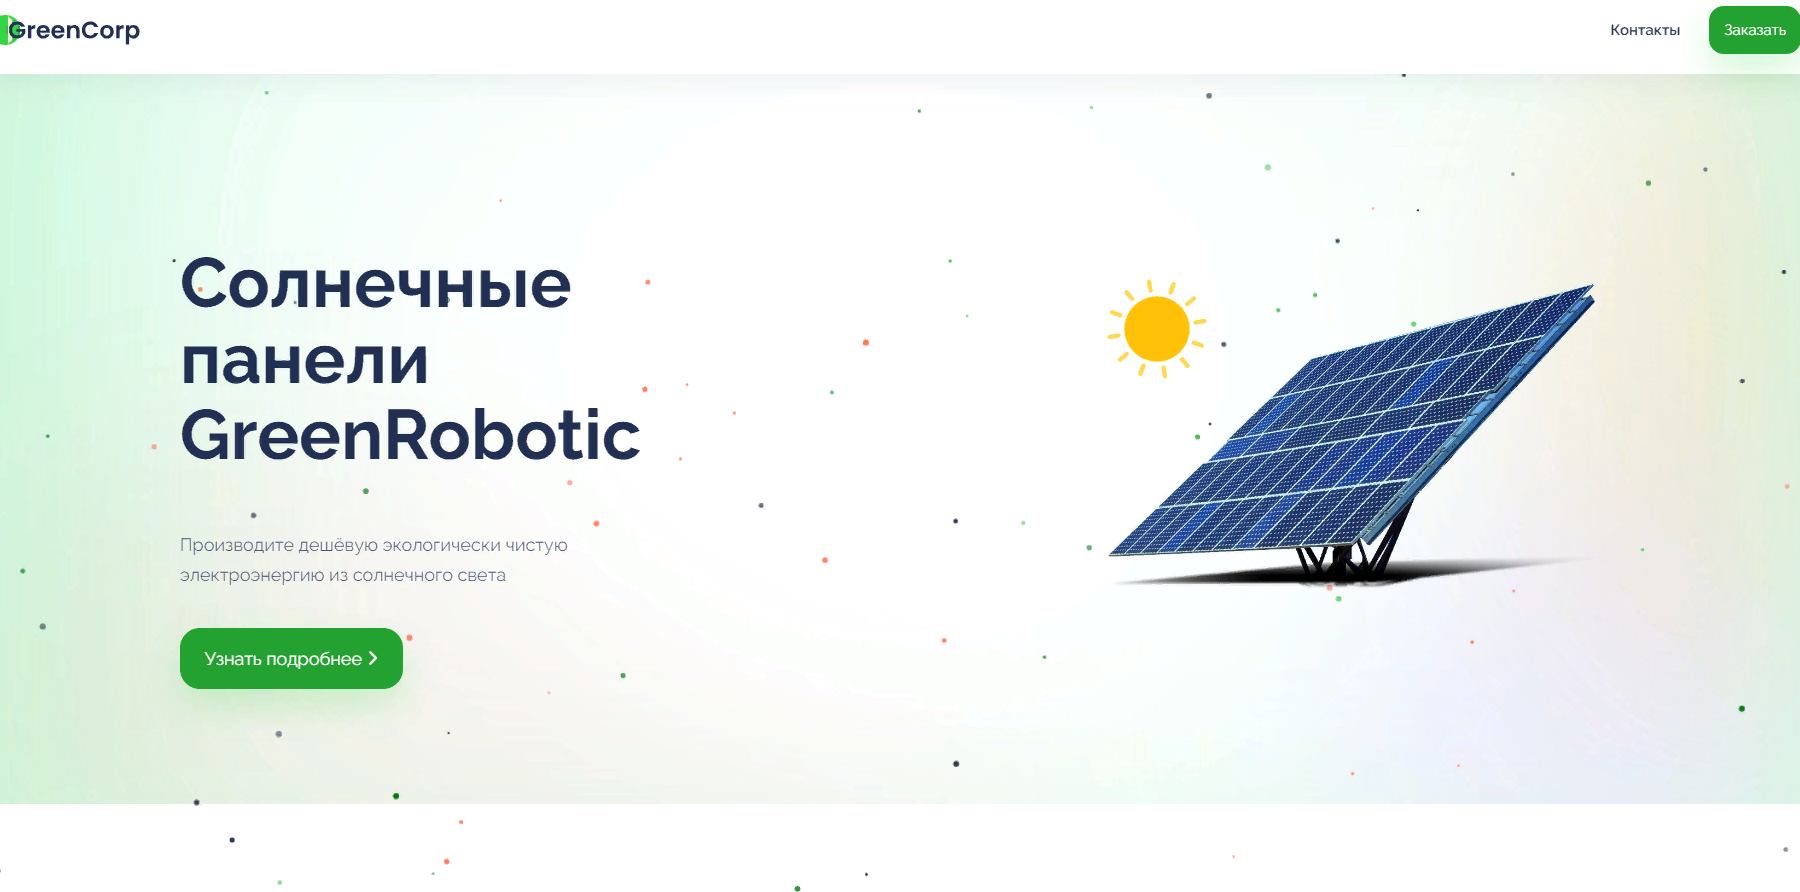 GreenCorp
Контакты
Заказать
Солнечные
панели
GreenRobotic
Производите дешёвую экологически чистую
электроэнергию из солнечного света
Узнать подробнее